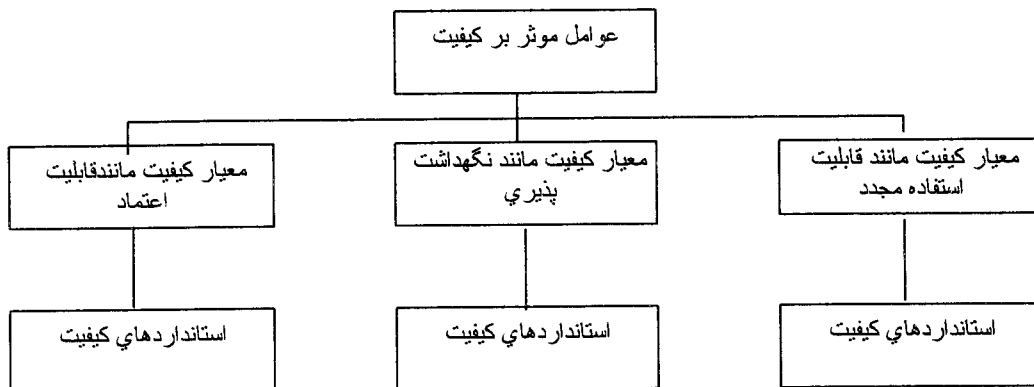 عوامل موثر بر کیفیت
معیار کیفیت مانند قابلیت
استفاده مجدد
معیار کیفیت مانند نگهداشت
پذیري
معیار کیفیت مانندقابلیت
اعتماد
استانداردهاي کیفیت
استانداردهاي کیفیت
استانداردهاي کیفیت